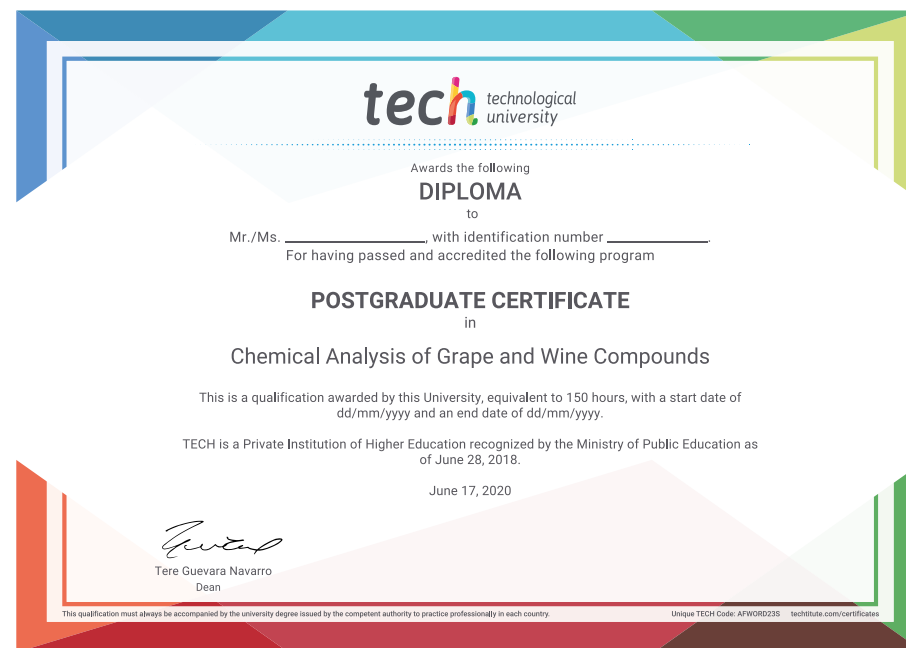 tech technological
university
Awards the following
DIPLOMA
to
Mr./Ms. ____________________, with identification number ______________.
For having passed and accredited the following program
POSTGRADUATE CERTIFICATE
in
Chemical Analysis of Grape and Wine Compounds
This is a qualification awarded by this University, equivalent to 150 hours, with a start date of
dd/mm/yyyy and an end date of dd/mm/yyyy.
TECH is a Private Institution of Higher Education recognized by the Ministry of Public Education as
of June 28, 2018.
June 17, 2020
Tere Guevara Navarro
Dean
This qualification must always be accompanied by the university degree issued by the competent authority to practice professionally in each country.
Unique TECH Code: AFWORD23S techtitute.com/certificates